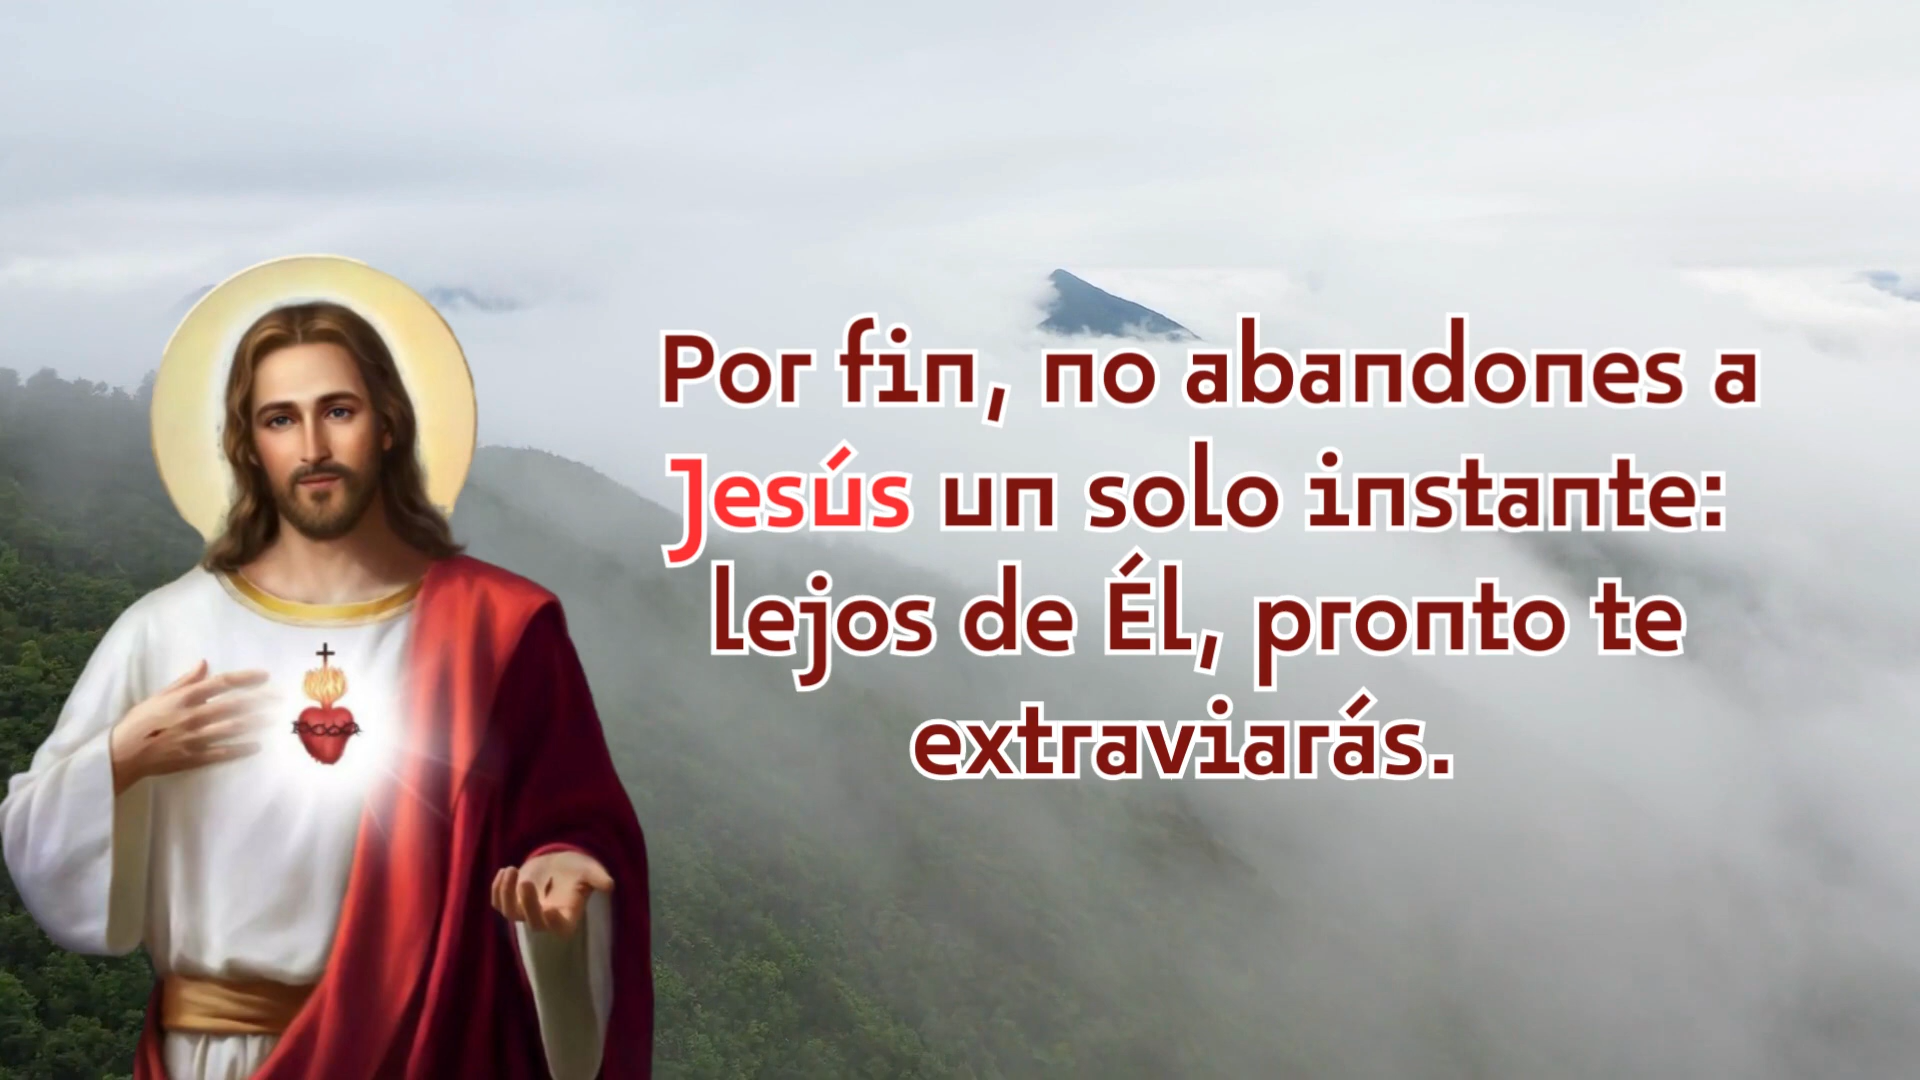 Por fin, no abandones a
Jesús un solo instante:
lejos de Él, pronto te
extraviarás.